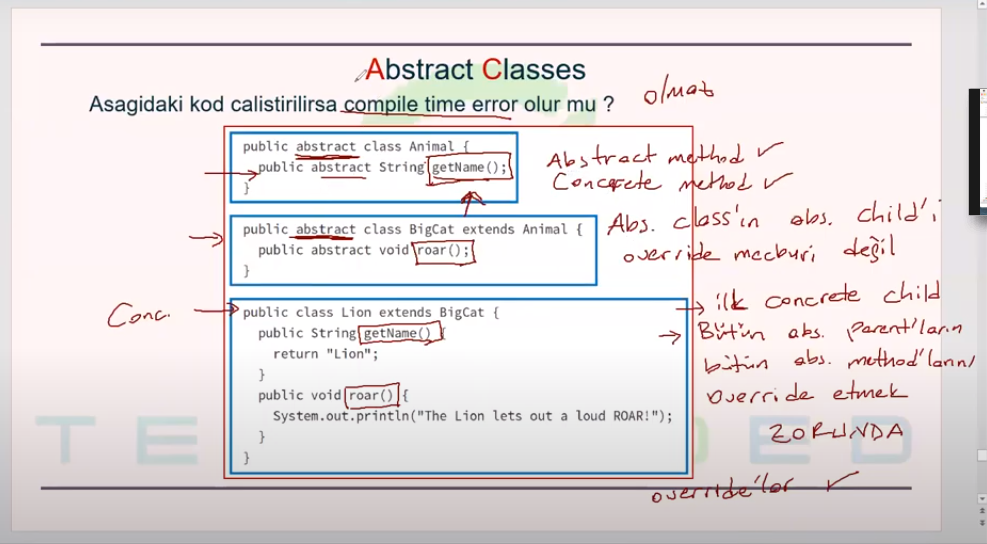 Abstract Classes
Asagidaki kod calistirilirsa compile time error olur mu ?
olmaz
public abstract class Animal {
public abstract String getName();
}
Abstract method ✓
Concrete method ✓
public abstract class BigCat extends Animal {
public abstract void roar();
}
Abs. class'ın abs. child'i
override mecburi değil
Conc.
public class Lion extends BigCat {
public String getName() {
return "Lion";
}
public void roar() {
System.out.println("The Lion lets out a loud ROAR!");
}
}
→ ilk concrete child
→ Bütün abs. parent'ların
bütün abs. method'larını
override etmek
ZORUNDA
override'lar ✓